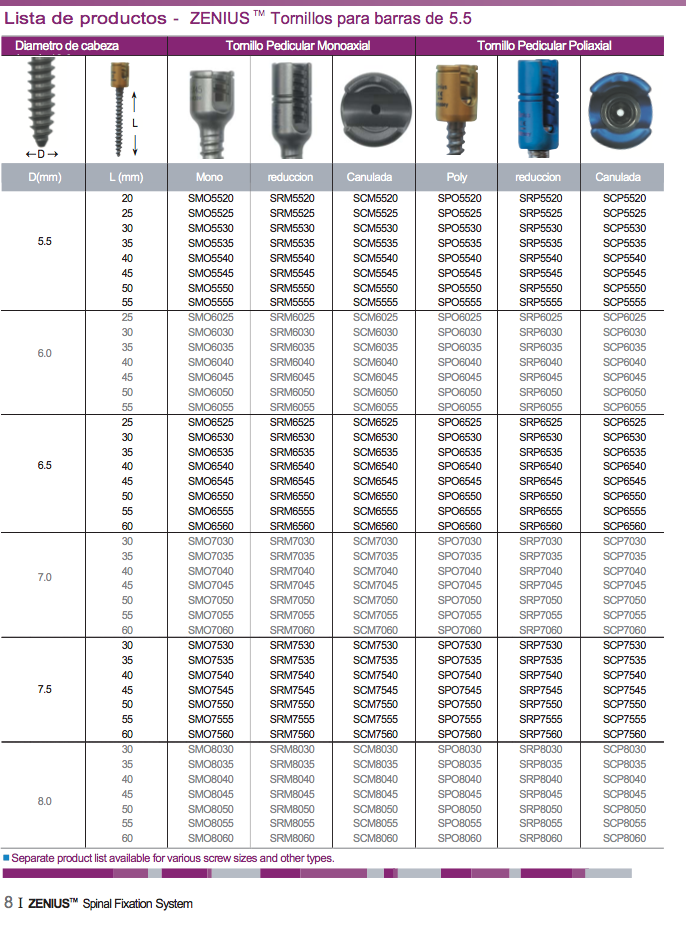 Lista de productos - ZENIUS™ Tornillos para barras de 5.5
Diametro de cabeza Tornillo Pedicular Monoaxial Tornillo Pedicular Poliaxial
←D→ L
D(mm) L (mm) Mono reduccion Canulada Poly reduccion Canulada
20 SMO5520 SRM5520 SCM5520 SPO5520 SRP5520 SCP5520
25 SMO5525 SRM5525 SCM5525 SPO5525 SRP5525 SCP5525
30 SMO5530 SRM5530 SCM5530 SPO5530 SRP5530 SCP5530
5.5 35 SMO5535 SRM5535 SCM5535 SPO5535 SRP5535 SCP5535
40 SMO5540 SRM5540 SCM5540 SPO5540 SRP5540 SCP5540
45 SMO5545 SRM5545 SCM5545 SPO5545 SRP5545 SCP5545
50 SMO5550 SRM5550 SCM5550 SPO5550 SRP5550 SCP5550
55 SMO5555 SRM5555 SCM5555 SPO5555 SRP5555 SCP5555
25 SMO6025 SRM6025 SCM6025 SPO6025 SRP6025 SCP6025
30 SMO6030 SRM6030 SCM6030 SPO6030 SRP6030 SCP6030
6.0 35 SMO6035 SRM6035 SCM6035 SPO6035 SRP6035 SCP6035
40 SMO6040 SRM6040 SCM6040 SPO6040 SRP6040 SCP6040
45 SMO6045 SRM6045 SCM6045 SPO6045 SRP6045 SCP6045
50 SMO6050 SRM6050 SCM6050 SPO6050 SRP6050 SCP6050
55 SMO6055 SRM6055 SCM6055 SPO6055 SRP6055 SCP6055
25 SMO6525 SRM6525 SCM6525 SPO6525 SRP6525 SCP6525
30 SMO6530 SRM6530 SCM6530 SPO6530 SRP6530 SCP6530
35 SMO6535 SRM6535 SCM6535 SPO6535 SRP6535 SCP6535
6.5 40 SMO6540 SRM6540 SCM6540 SPO6540 SRP6540 SCP6540
45 SMO6545 SRM6545 SCM6545 SPO6545 SRP6545 SCP6545
50 SMO6550 SRM6550 SCM6550 SPO6550 SRP6550 SCP6550
55 SMO6555 SRM6555 SCM6555 SPO6555 SRP6555 SCP6555
60 SMO6560 SRM6560 SCM6560 SPO6560 SRP6560 SCP6560
30 SMO7030 SRM7030 SCM7030 SPO7030 SRP7030 SCP7030
35 SMO7035 SRM7035 SCM7035 SPO7035 SRP7035 SCP7035
7.0 40 SMO7040 SRM7040 SCM7040 SPO7040 SRP7040 SCP7040
45 SMO7045 SRM7045 SCM7045 SPO7045 SRP7045 SCP7045
50 SMO7050 SRM7050 SCM7050 SPO7050 SRP7050 SCP7050
55 SMO7055 SRM7055 SCM7055 SPO7055 SRP7055 SCP7055
60 SMO7060 SRM7060 SCM7060 SPO7060 SRP7060 SCP7060
30 SMO7530 SRM7530 SCM7530 SPO7530 SRP7530 SCP7530
35 SMO7535 SRM7535 SCM7535 SPO7535 SRP7535 SCP7535
40 SMO7540 SRM7540 SCM7540 SPO7540 SRP7540 SCP7540
7.5 45 SMO7545 SRM7545 SCM7545 SPO7545 SRP7545 SCP7545
50 SMO7550 SRM7550 SCM7550 SPO7550 SRP7550 SCP7550
55 SMO7555 SRM7555 SCM7555 SPO7555 SRP7555 SCP7555
60 SMO7560 SRM7560 SCM7560 SPO7560 SRP7560 SCP7560
30 SMO8030 SRM8030 SCM8030 SPO8030 SRP8030 SCP8030
35 SMO8035 SRM8035 SCM8035 SPO8035 SRP8035 SCP8035
40 SMO8040 SRM8040 SCM8040 SPO8040 SRP8040 SCP8040
8.0 45 SMO8045 SRM8045 SCM8045 SPO8045 SRP8045 SCP8045
50 SMO8050 SRM8050 SCM8050 SPO8050 SRP8050 SCP8050
55 SMO8055 SRM8055 SCM8055 SPO8055 SRP8055 SCP8055
60 SMO8060 SRM8060 SCM8060 SPO8060 SRP8060 SCP8060
Separate product list available for various screw sizes and other types.
8 I ZENIUS™ Spinal Fixation System